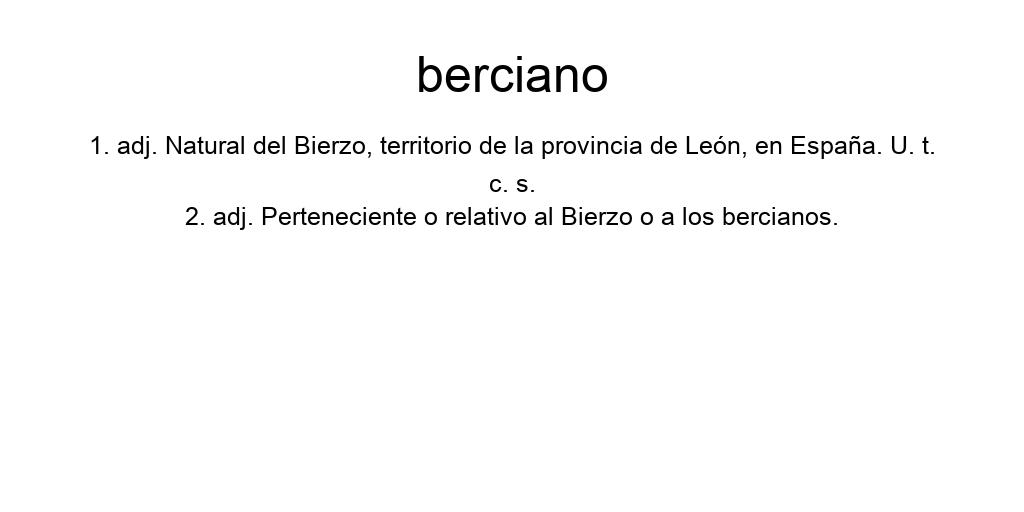 berciano
1. adj. Natural del Bierzo, territorio de la provincia de León, en España. U. t.
c. s.
2. adj. Perteneciente o relativo al Bierzo o a los bercianos.